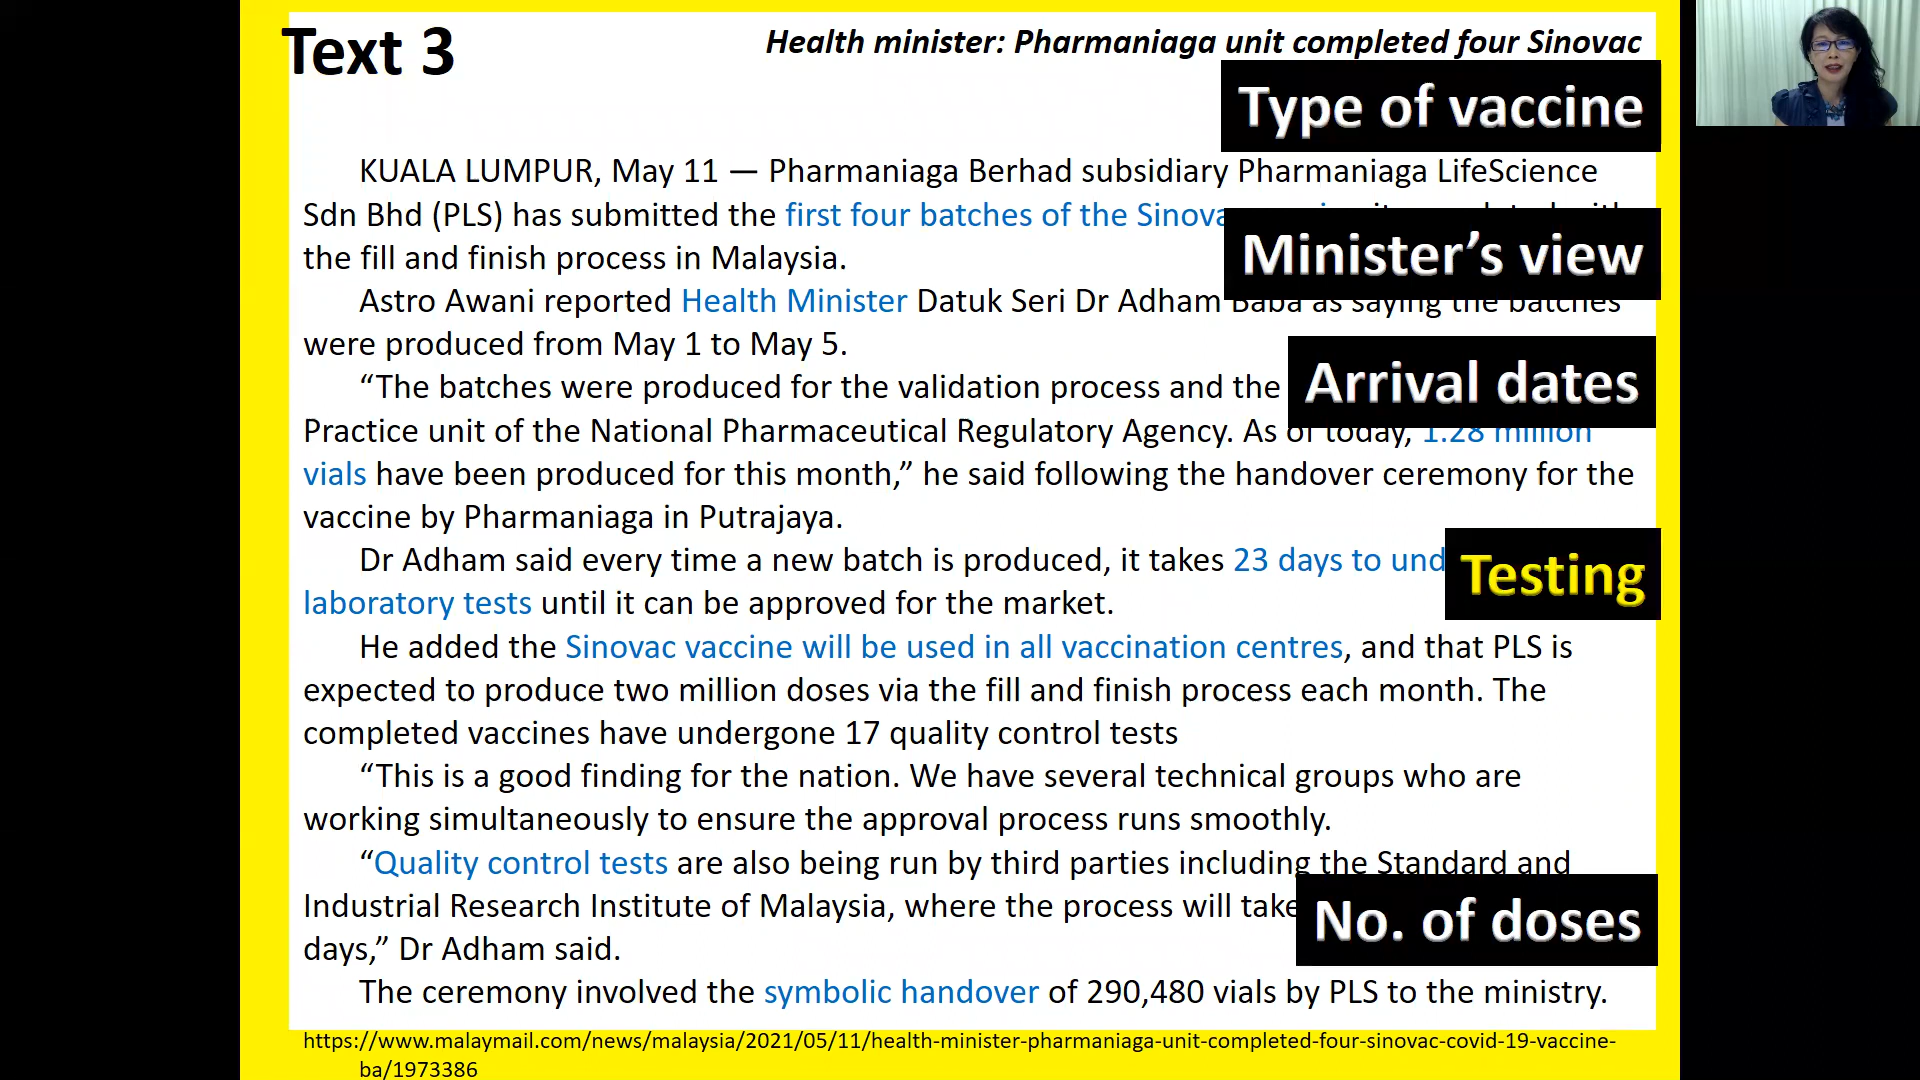 Text 3
Health minister: Pharmaniaga unit completed four Sinovac
Type of vaccine
KUALA LUMPUR, May 11 — Pharmaniaga Berhad subsidiary Pharmaniaga LifeScience
Sdn Bhd (PLS) has submitted the first four batches of the
Minister’s view
the fill and finish process in Malaysia.
Astro Awani reported Health Minister Datuk Seri Dr Adham Baba as saying the batches
were produced from May 1 to May 5.
“The batches were produced for the validation process and the
Arrival dates
Practice unit of the National Pharmaceutical Regulatory Agency. As of today, 1.28 million
vials have been produced for this month,” he said following the handover ceremony for the
vaccine by Pharmaniaga in Putrajaya.
Dr Adham said every time a new batch is produced, it takes 23 days to
Testing
laboratory tests until it can be approved for the market.
He added the Sinovac vaccine will be used in all vaccination centres, and that PLS is
expected to produce two million doses via the fill and finish process each month. The
completed vaccines have undergone 17 quality control tests
“This is a good finding for the nation. We have several technical groups who are
working simultaneously to ensure the approval process runs smoothly.
“Quality control tests are also being run by third parties including the Standard and
Industrial Research Institute of Malaysia, where the process will take
No. of doses
days,” Dr Adham said.
The ceremony involved the symbolic handover of 290,480 vials by PLS to the ministry.
https://www.malaymail.com/news/malaysia/2021/05/11/health-minister-pharmaniaga-unit-completed-four-sinovac-covid-19-vaccine-
ba/1973386